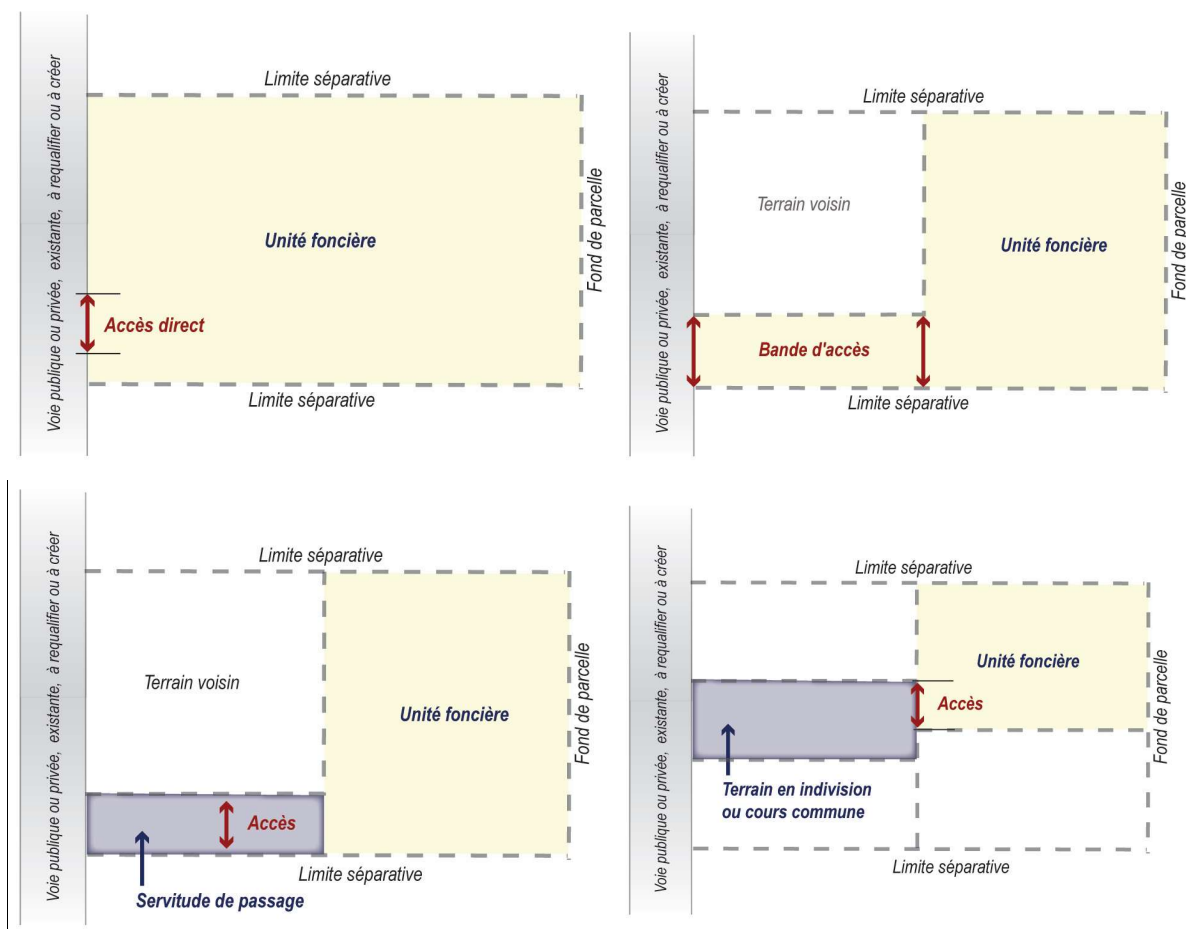 Voie publique ou privée, existante, à requalifier ou à créer
Limite séparative
Unité foncière
Accès direct
Fond de parcelle
Limite séparative
Voie publique ou privée, existante, à requalifier ou à créer
Limite séparative
Terrain voisin
Unité foncière
Bande d'accès
Fond de parcelle
Limite séparative
Voie publique ou privée, existante, à requalifier ou à créer
Limite séparative
Terrain voisin
Unité foncière
Accès
Fond de parcelle
Limite séparative
Servitude de passage
Voie publique ou privée, existante, à requalifier ou à créer
Limite séparative
Unité foncière
Accès
Fond de parcelle
Terrain en indivision
ou cours commune
Limite séparative